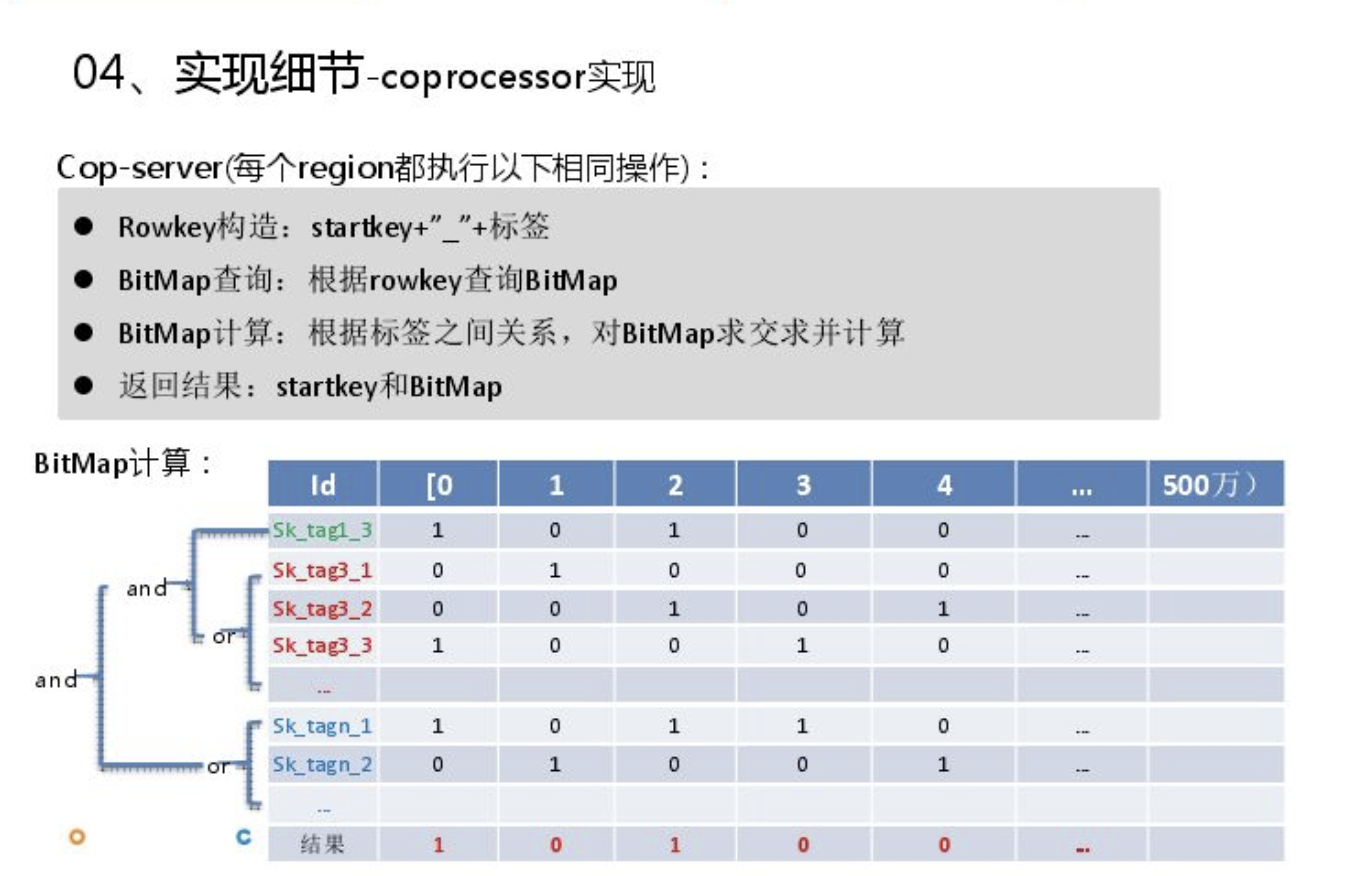 04、实现细节-coprocessor实现
Cop-server(每个region都执行以下相同操作)：
● Rowkey构造：startkey+”_”+标签
● BitMap查询：根据rowkey查询BitMap
● BitMap计算：根据标签之间关系，对BitMap求交求并计算
● 返回结果：startkey和BitMap
BitMap计算：
Id [0 1 2 3 4 ... 500万）
Sk_tag1_3 1 0 1 0 0 ...
and
Sk_tag3_1 0 1 0 0 0 ...
Sk_tag3_2 0 0 1 0 1 ...
or
Sk_tag3_3 1 0 0 1 0 ...
and
...
Sk_tagn_1 1 0 1 1 0 ...
or
Sk_tagn_2 0 1 0 0 1 ...
...
O C
结果 1 0 1 0 0 ...